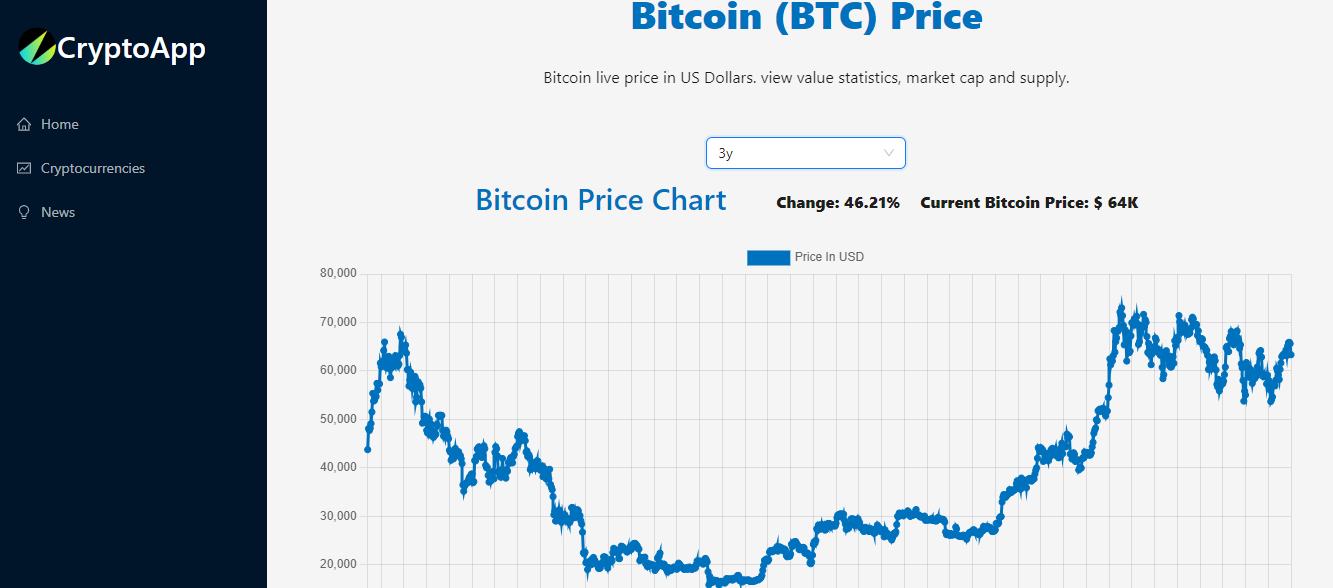 Bitcoin (BTC) Price
CryptoApp
Bitcoin live price in US Dollars. view value statistics, market cap and supply.
Home
Cryptocurrencies
News
3y
Bitcoin Price Chart Change: 46.21% Current Bitcoin Price: $ 64K
Price In USD
80,000
70,000
60,000
50,000
40,000
30,000
20,000